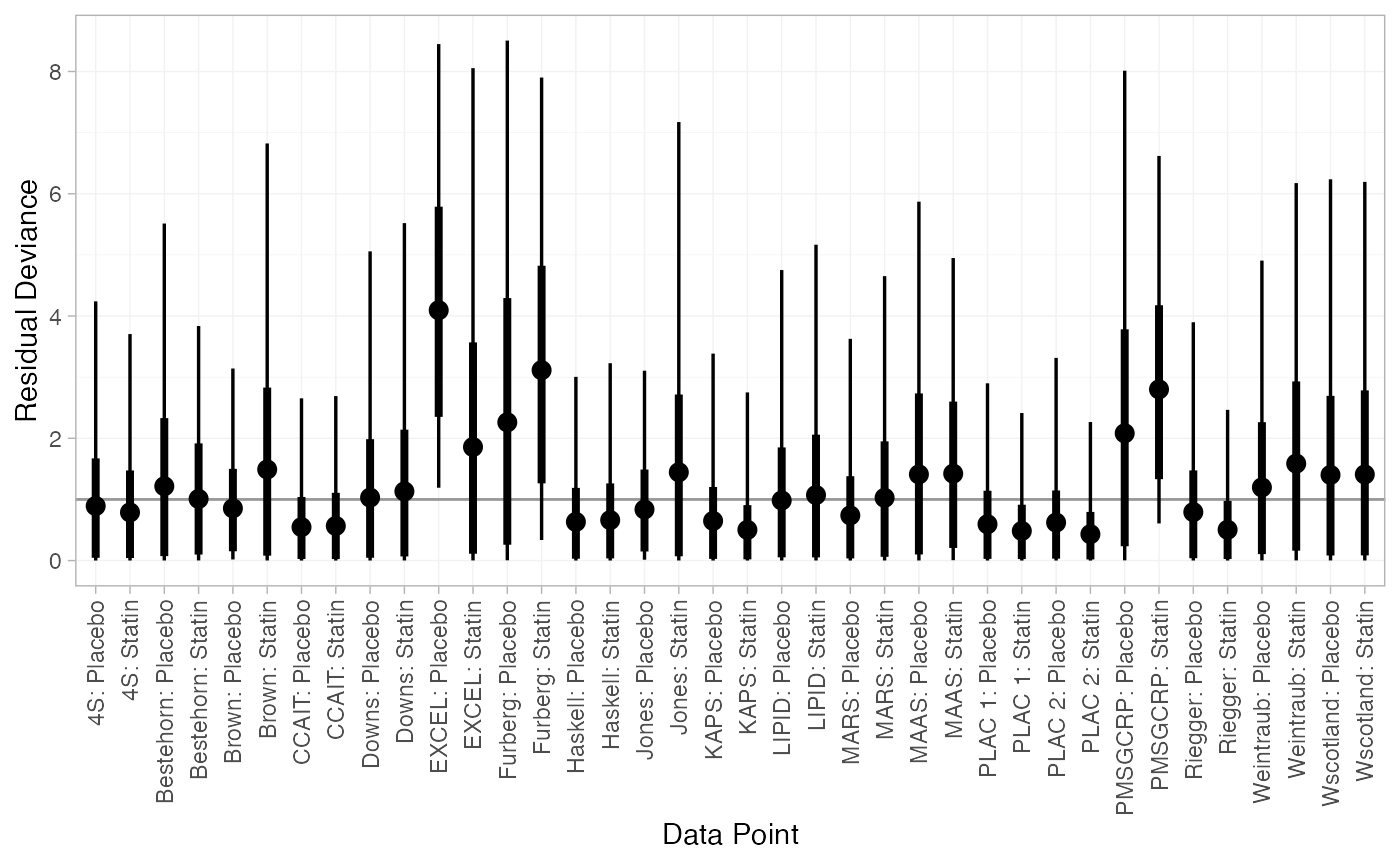 Residual Deviance
8
6
4
2
0
4S: Placebo
4S: Statin
Bestehorn: Placebo
Bestehorn: Statin
Brown: Placebo
Brown: Statin
CCAIT: Placebo
CCAIT: Statin
Downs: Placebo
Downs: Statin
EXCEL: Placebo
EXCEL: Statin
Furberg: Placebo
Furberg: Statin
Haskell: Placebo
Haskell: Statin
Jones: Placebo
Jones: Statin
KAPS: Placebo
KAPS: Statin
LIPID: Placebo
LIPID: Statin
MARS: Placebo
MARS: Statin
MAAS: Placebo
MAAS: Statin
PLAC 1: Placebo
PLAC 1: Statin
PLAC 2: Placebo
PLAC 2: Statin
PMSGCRP: Placebo
PMSGCRP: Statin
Riegger: Placebo
Riegger: Statin
Weintraub: Placebo
Weintraub: Statin
Wscotland: Placebo
Wscotland: Statin
Data Point